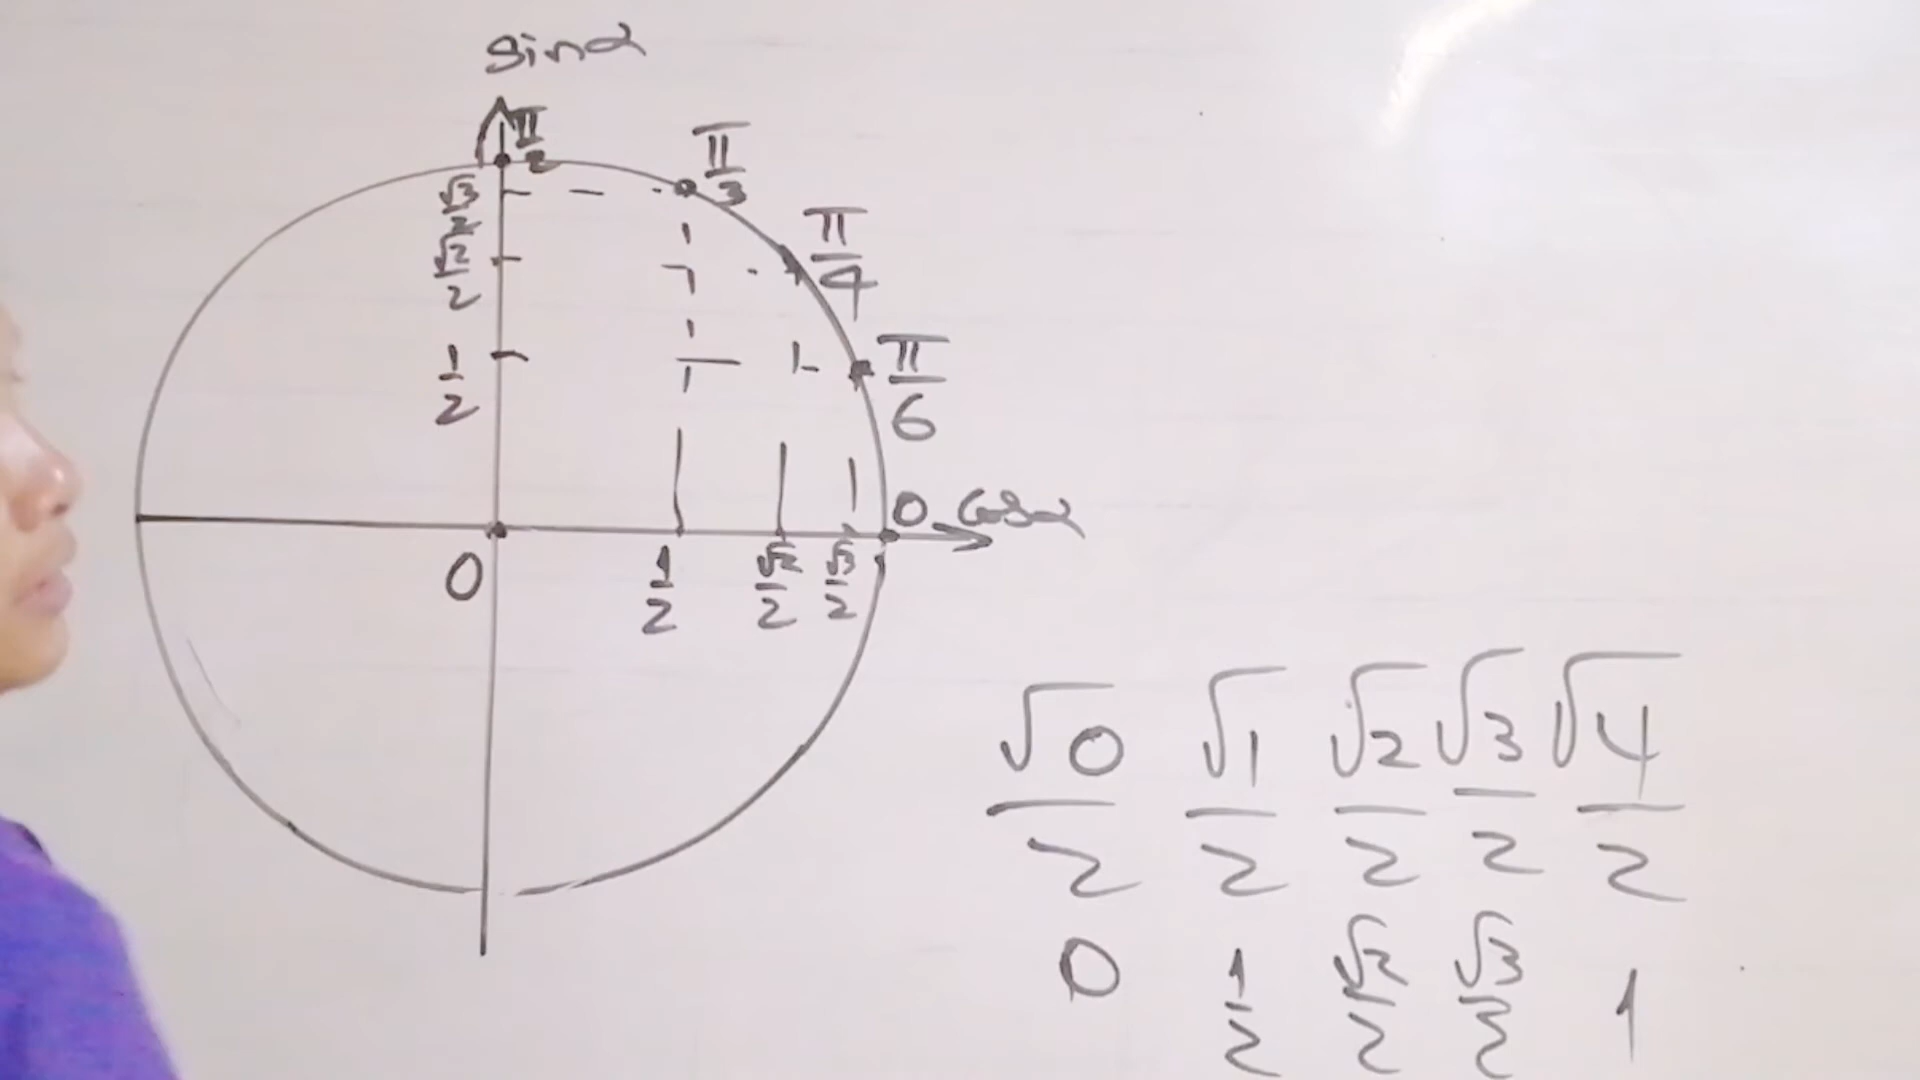 sinα
π/2
π/3
√3/2
π/4
√2/2
π/6
1/2
0 cosα
0 1/2 √2/2 √3/2
√0/2 √1/2 √2/2 √3/2 √4/2
0 1/2 √2/2 √3/2 1